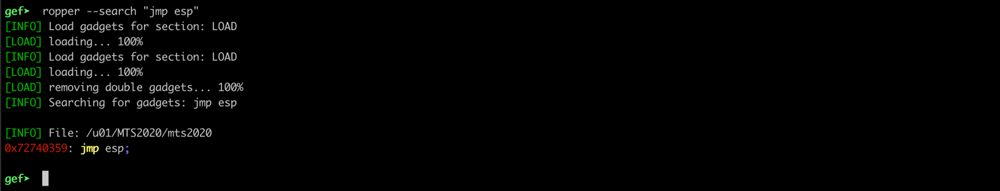 gef➤ ropper --search "jmp esp"
[INFO] Load gadgets for section: LOAD
[LOAD] loading... 100%
[INFO] Load gadgets for section: LOAD
[LOAD] loading... 100%
[LOAD] removing double gadgets... 100%
[INFO] Searching for gadgets: jmp esp
[INFO] File: /u01/MTS2020/mts2020
0x72740359: jmp esp;
gef➤